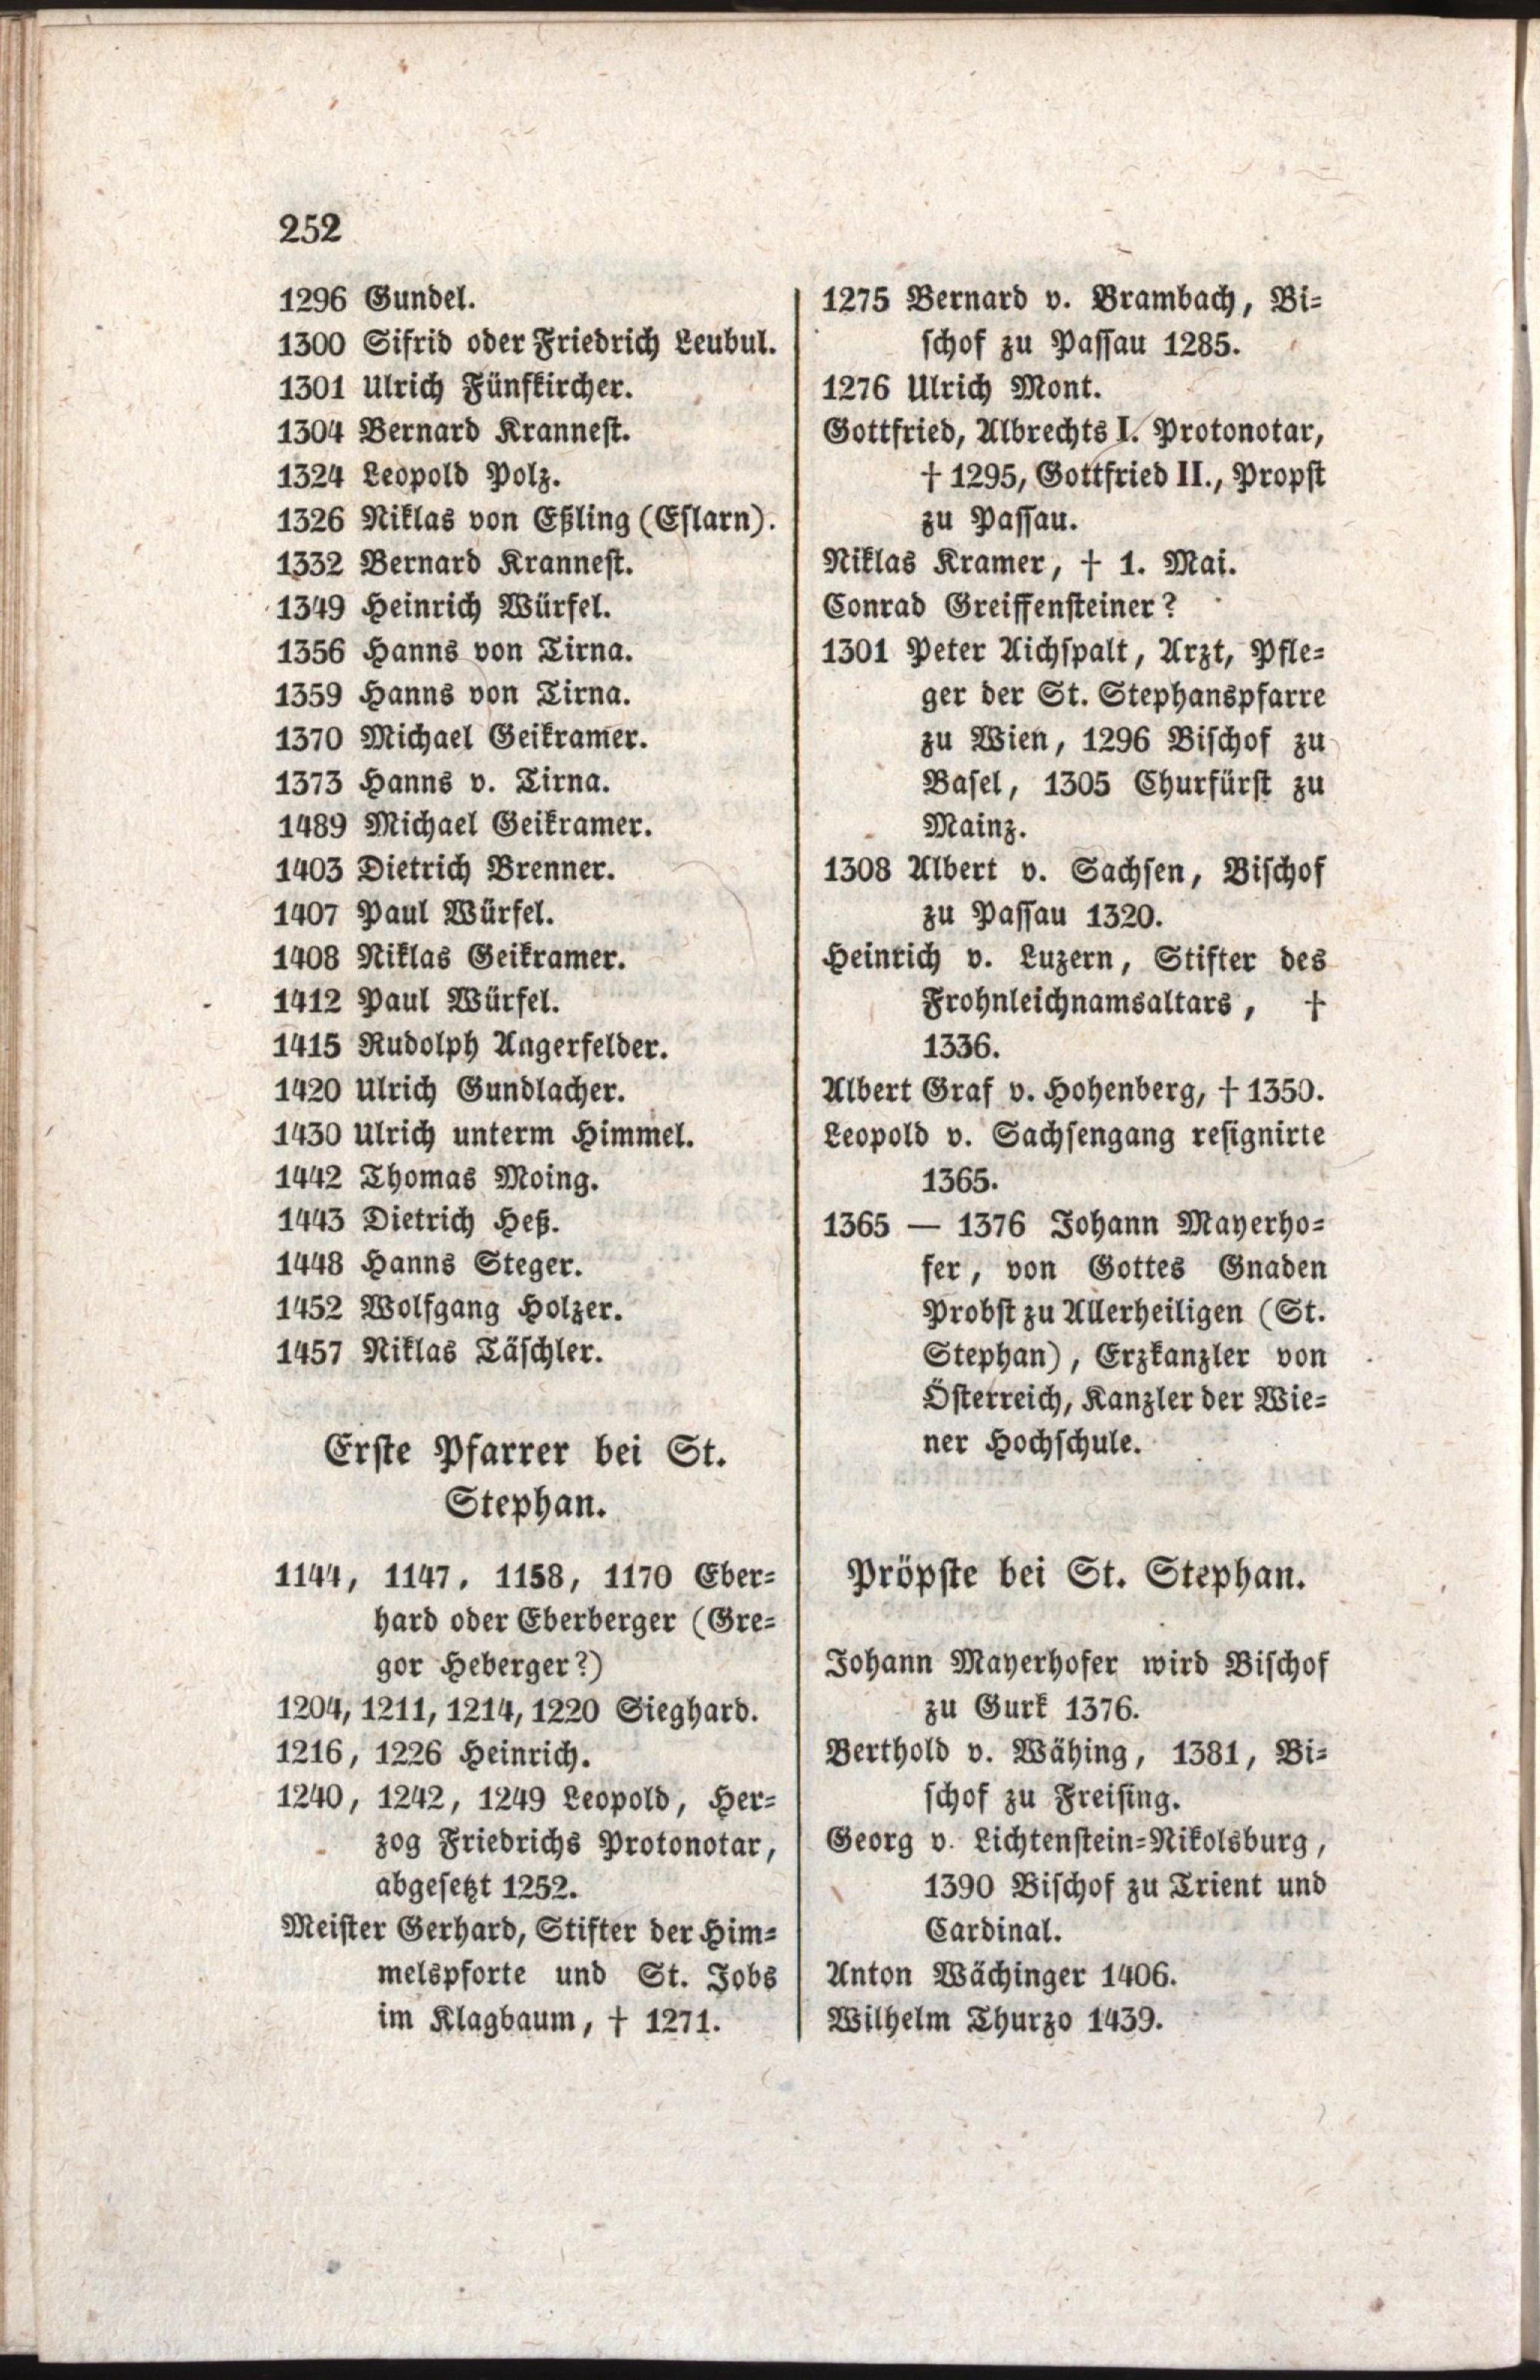 252
1296 Gundel.
1300 Sifrid oder Friedrich Leubul.
1301 Ulrich Fünfkircher.
1304 Bernard Krannest.
1324 Leopold Polz.
1326 Niklas von Eßling (Eslarn).
1332 Bernard Krannest.
1349 Heinrich Würfel.
1356 Hanns von Tirna.
1359 Hanns von Tirna.
1370 Michael Geikramer.
1373 Hanns v. Tirna.
1489 Michael Geikramer.
1403 Dietrich Brenner.
1407 Paul Würfel.
1408 Niklas Geikramer.
1412 Paul Würfel.
1415 Rudolph Angerfelder.
1420 Ulrich Gundlacher.
1430 Ulrich unterm Himmel.
1442 Thomas Moing.
1443 Dietrich Heß.
1448 Hanns Steger.
1452 Wolfgang Holzer.
1457 Niklas Täschler.
Erste Pfarrer bei St.
Stephan.
1144, 1147, 1158, 1170 Eber=
hard oder Eberberger (Gre=
gor Heberger?)
1204, 1211, 1214, 1220 Sieghard.
1216, 1226 Heinrich.
1240, 1242, 1249 Leopold, Her=
zog Friedrichs Protonotar,
abgesetzt 1252.
Meister Gerhard, Stifter der Him=
melspforte und St. Jobs
im Klagbaum, † 1271.
1275 Bernard v. Brambach, Bi=
schof zu Passau 1285.
1276 Ulrich Mont.
Gottfried, Albrechts I. Protonotar,
† 1295, Gottfried II., Propst
zu Passau.
Niklas Kramer, † 1. Mai.
Conrad Greiffensteiner?
1301 Peter Aichspalt, Arzt, Pfle=
ger der St. Stephanspfarre
zu Wien, 1296 Bischof zu
Basel, 1305 Churfürst zu
Mainz.
1308 Albert v. Sachsen, Bischof
zu Passau 1320.
Heinrich v. Luzern, Stifter des
Frohnleichnamsaltars, †
1336.
Albert Graf v. Hohenberg, † 1350.
Leopold v. Sachsengang resignirte
1365.
1365 — 1376 Johann Mayerho=
fer, von Gottes Gnaden
Probst zu Allerheiligen (St.
Stephan), Erzkanzler von
Österreich, Kanzler der Wie=
ner Hochschule.
Pröpste bei St. Stephan.
Johann Mayerhofer wird Bischof
zu Gurk 1376.
Berthold v. Wähing, 1381, Bi=
schof zu Freising.
Georg v. Lichtenstein=Nikolsburg,
1390 Bischof zu Trient und
Cardinal.
Anton Wächinger 1406.
Wilhelm Thurzo 1439.